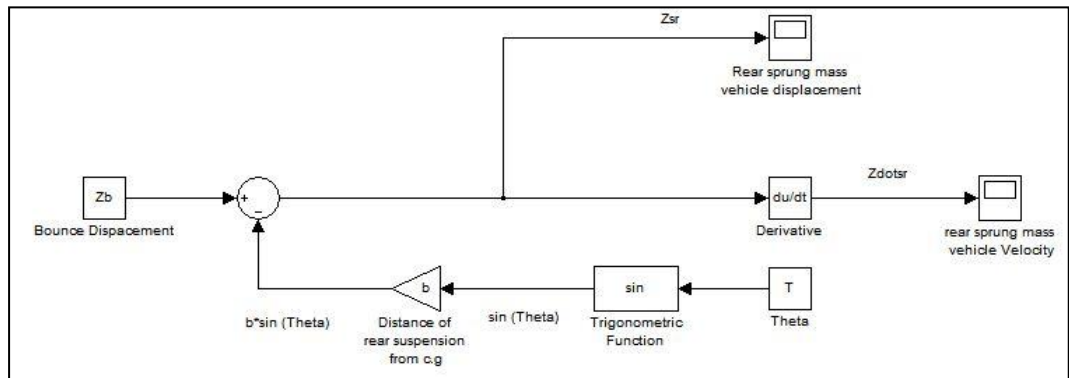 Zsr
Rear sprung mass
vehicle displacement
Zb
+
−
Bounce Dispacement
du/dt
Derivative
Zdotsr
rear sprung mass
vehicle Velocity
b*sin (Theta)
b
Distance of
rear suspension
from c.g
sin (Theta)
sin
Trigonometric
Function
T
Theta